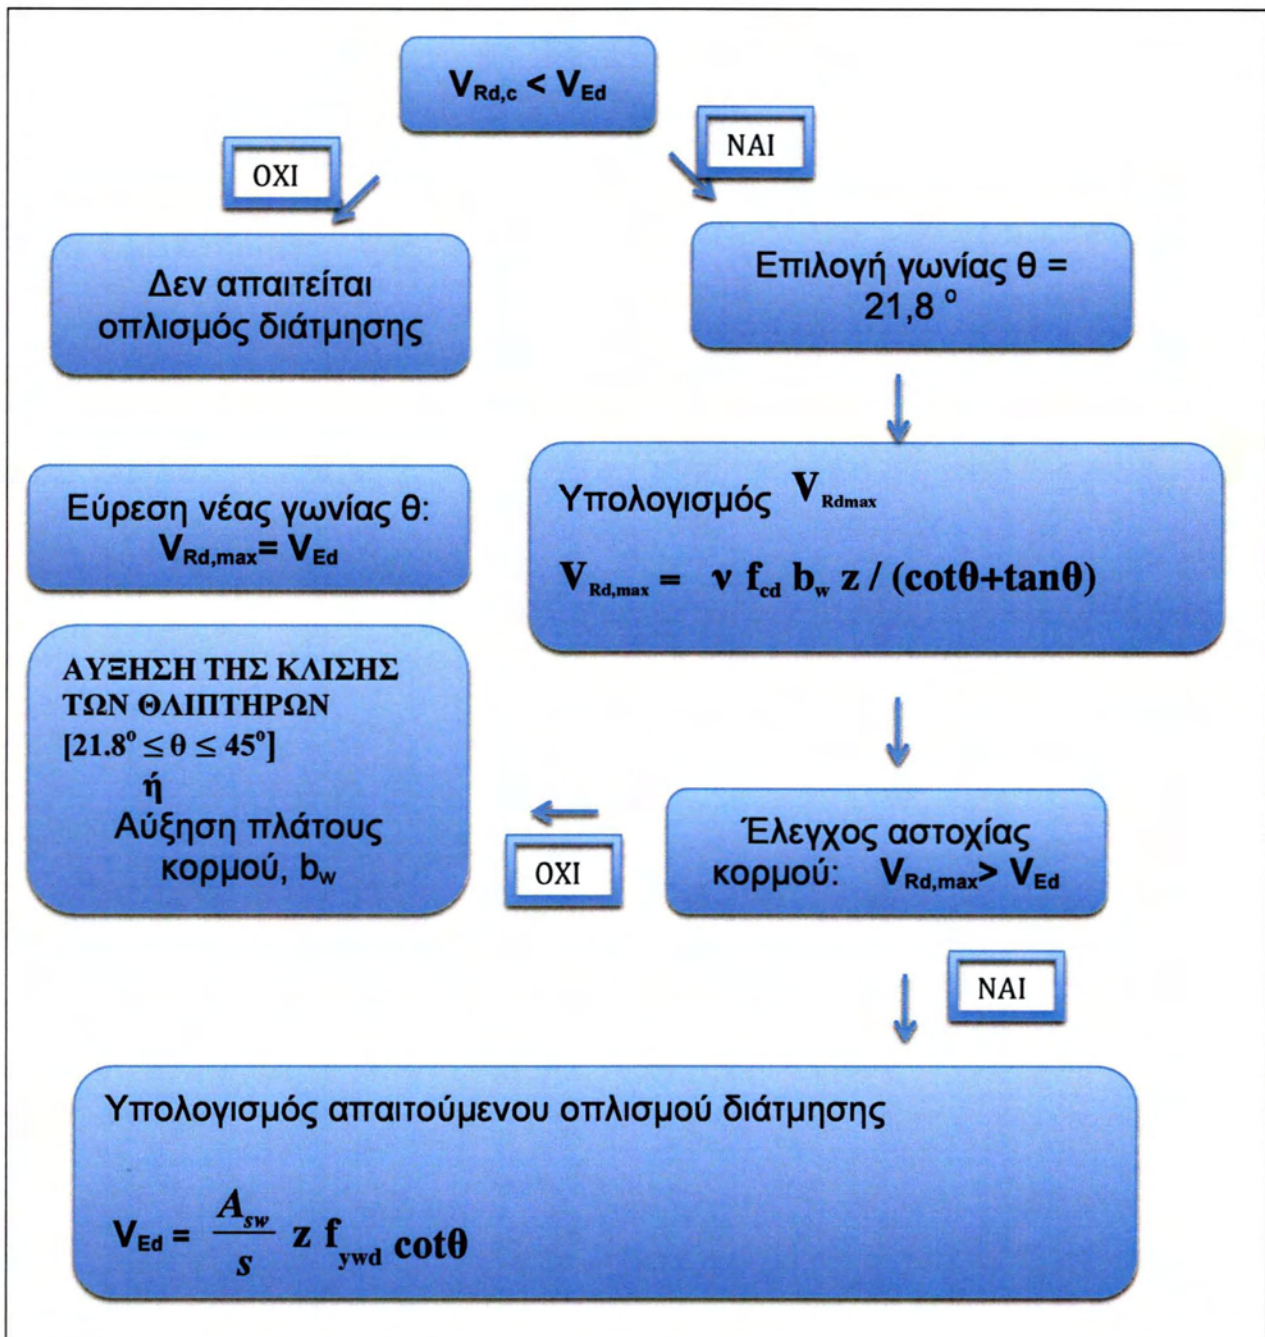 V_Rd,c < V_Ed
ΟΧΙ
ΝΑΙ
Δεν απαιτείται
οπλισμός διάτμησης
Επιλογή γωνίας θ =
21,8 °
Εύρεση νέας γωνίας θ:
V_Rd,max= V_Ed
Υπολογισμός V_Rdmax
V_Rd,max = ν f_cd b_w z / (cotθ+tanθ)
ΑΥΞΗΣΗ ΤΗΣ ΚΛΙΣΗΣ
ΤΩΝ ΘΛΙΠΤΗΡΩΝ
[21.8° ≤ θ ≤ 45°]
ή
Αύξηση πλάτους
κορμού, b_w
ΟΧΙ
Έλεγχος αστοχίας
κορμού: V_Rd,max> V_Ed
ΝΑΙ
Υπολογισμός απαιτούμενου οπλισμού διάτμησης
V_Ed = A_sw / s z f_ywd cotθ